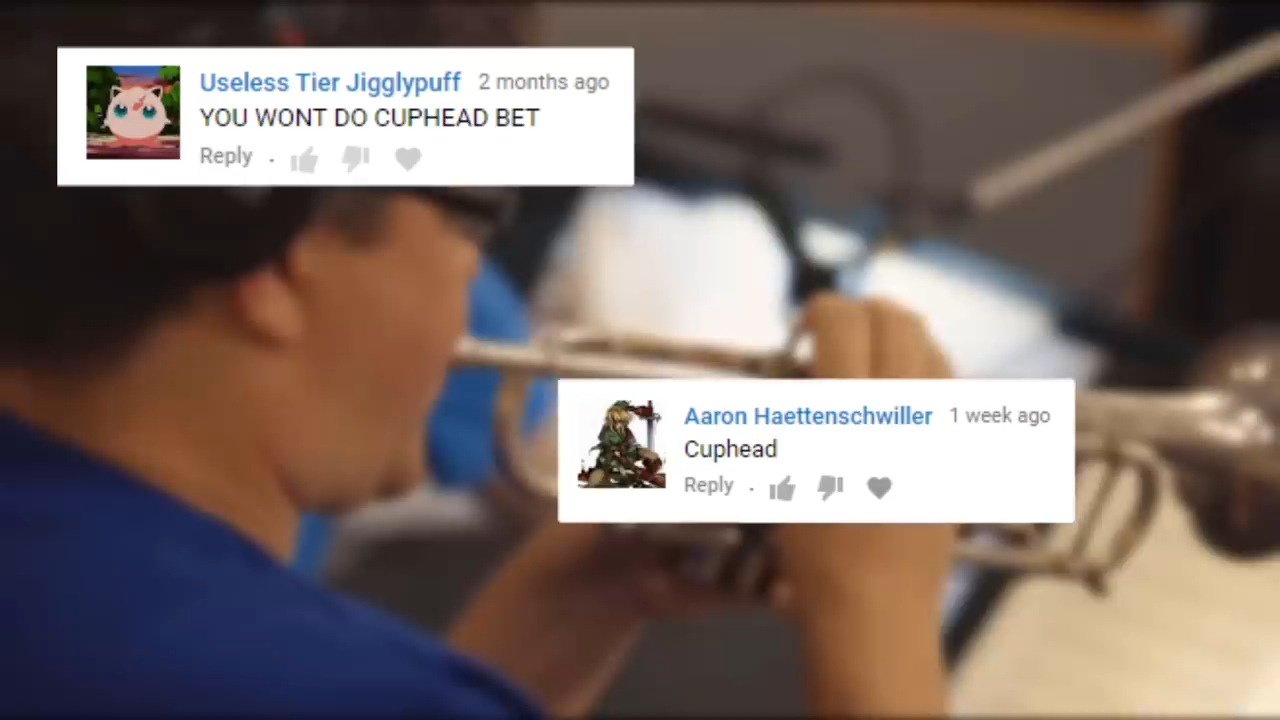 Useless Tier Jigglypuff 2 months ago
YOU WONT DO CUPHEAD BET
Reply .
Aaron Haettenschwiller 1 week ago
Cuphead
Reply .